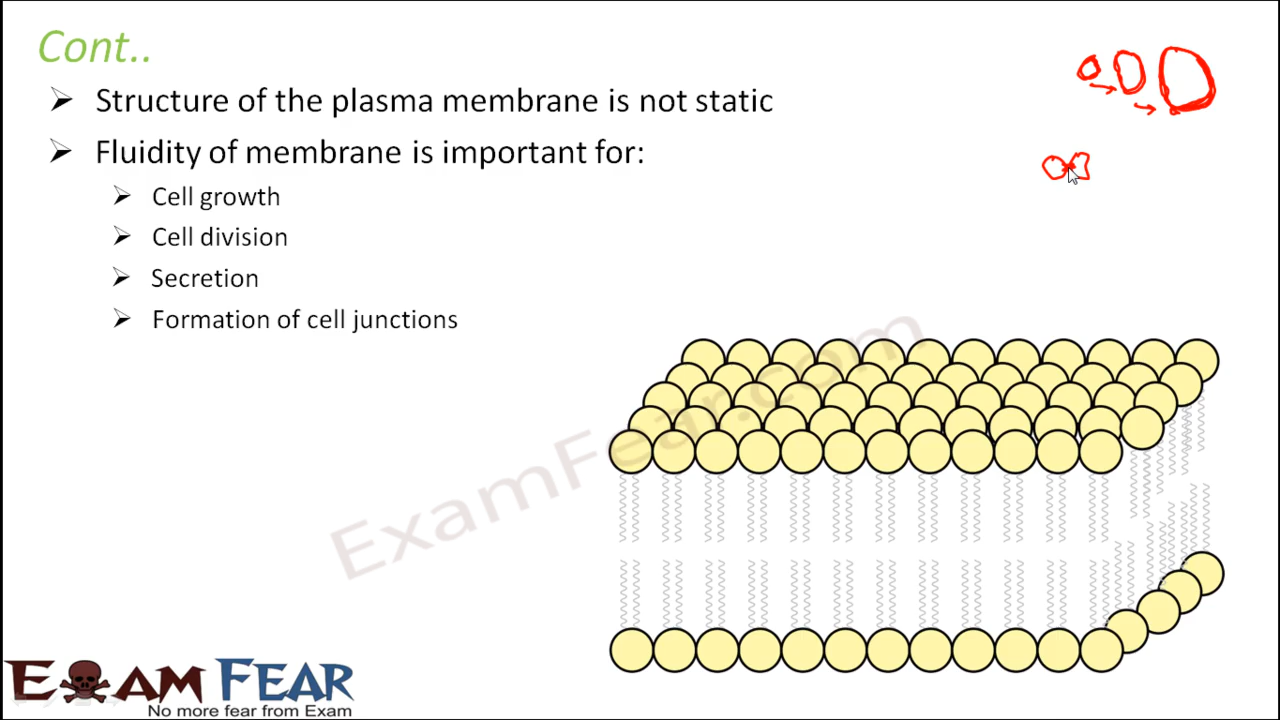 Cont..
Structure of the plasma membrane is not static
Fluidity of membrane is important for:
Cell growth
Cell division
Secretion
Formation of cell junctions
ExamFear.com
EXAM FEAR
No more fear from Exam